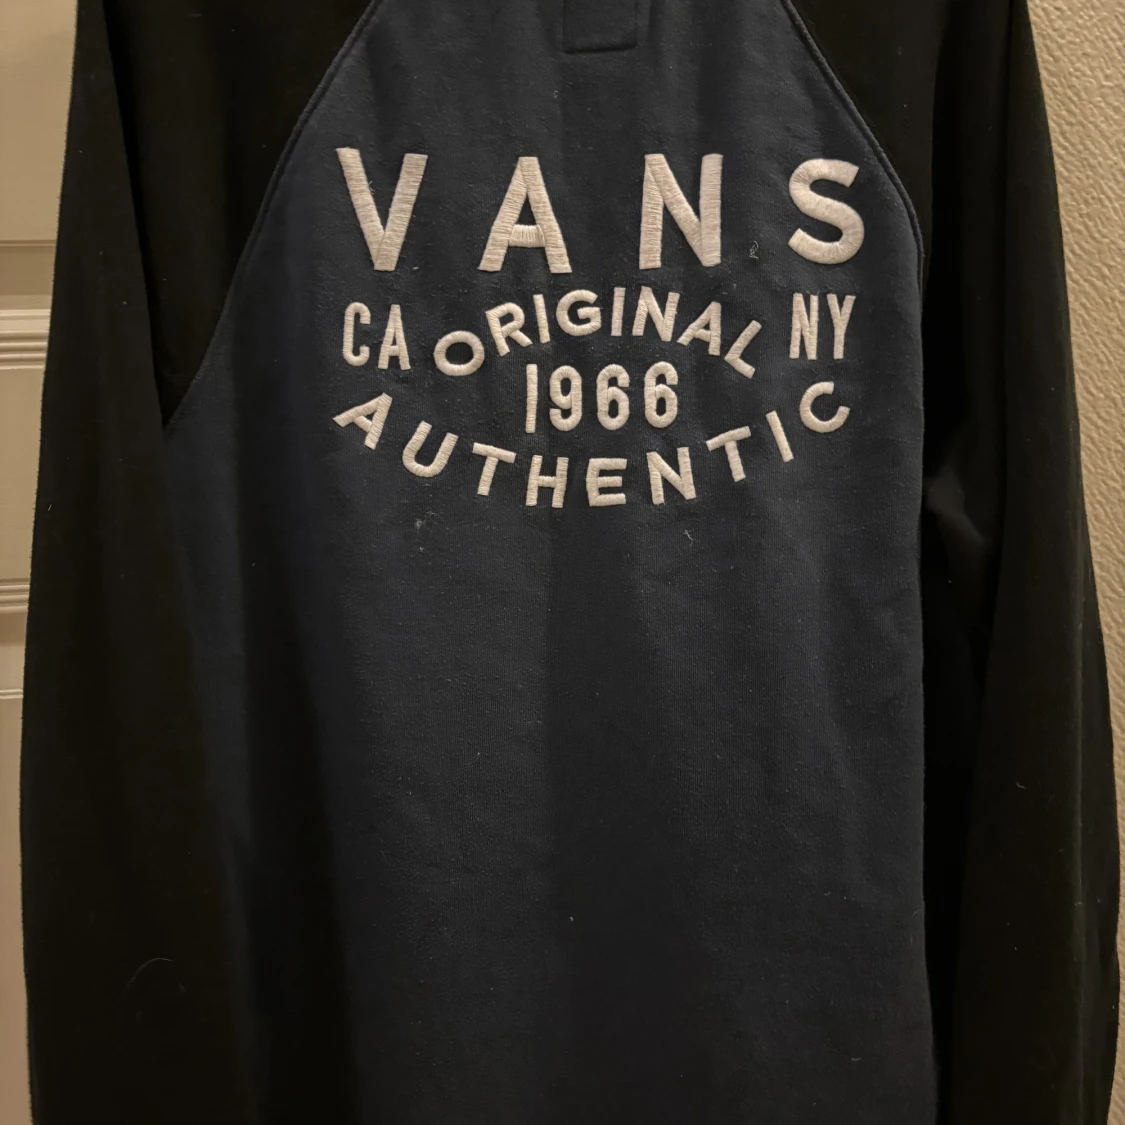 VANS
CA ORIGINAL NY
1966
AUTHENTIC